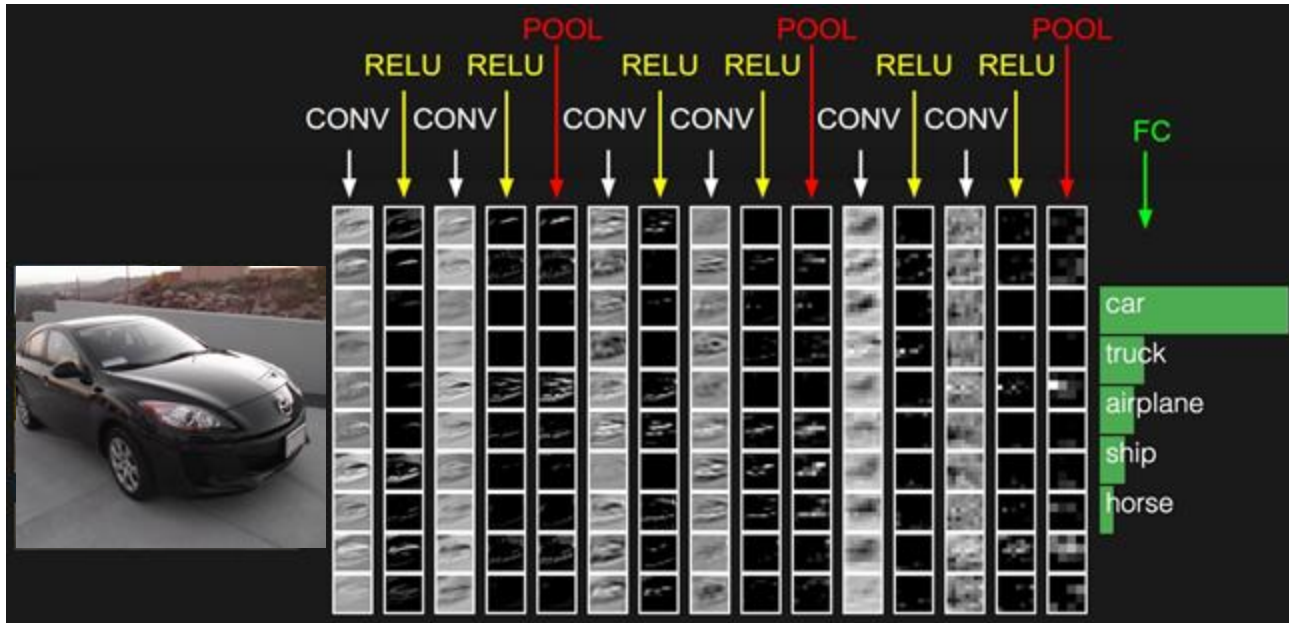 POOL POOL POOL
RELU RELU RELU RELU RELU RELU
CONV CONV CONV CONV CONV CONV
FC
car
truck
airplane
ship
horse